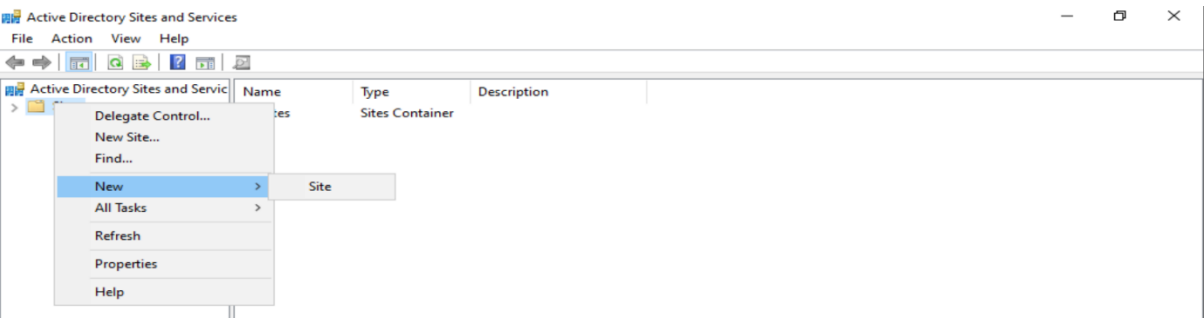 Active Directory Sites and Services
File Action View Help
Active Directory Sites and Servic
Name Type Description
tes Sites Container
Delegate Control...
New Site...
Find...
New > Site
All Tasks >
Refresh
Properties
Help